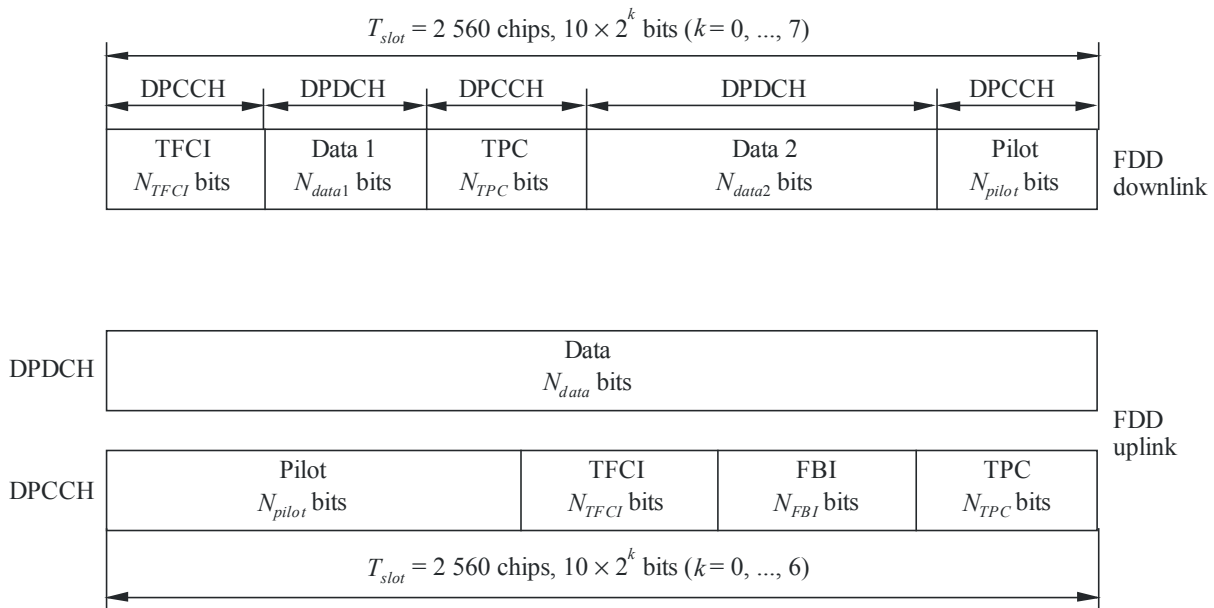 T_slot = 2 560 chips, 10 × 2^k bits (k = 0, ..., 7)
DPCCH DPDCH DPCCH DPDCH DPCCH
TFCI Data 1 TPC Data 2 Pilot
N_TFCI bits N_data1 bits N_TPC bits N_data2 bits N_pilot bits
FDD
downlink
DPDCH
Data
N_data bits
FDD
uplink
DPCCH
Pilot TFCI FBI TPC
N_pilot bits N_TFCI bits N_FBI bits N_TPC bits
T_slot = 2 560 chips, 10 × 2^k bits (k = 0, ..., 6)